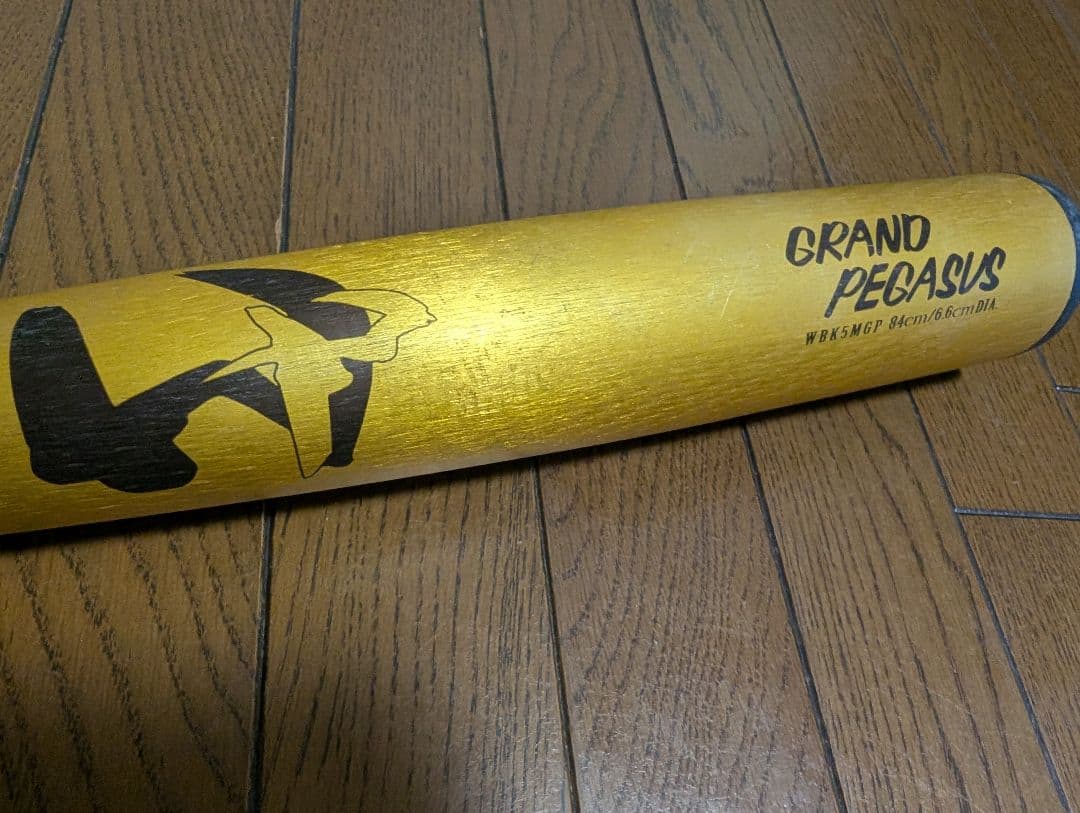 GRAND
PEGASUS
WBK5MGP 84cm/6.6cmDIA.